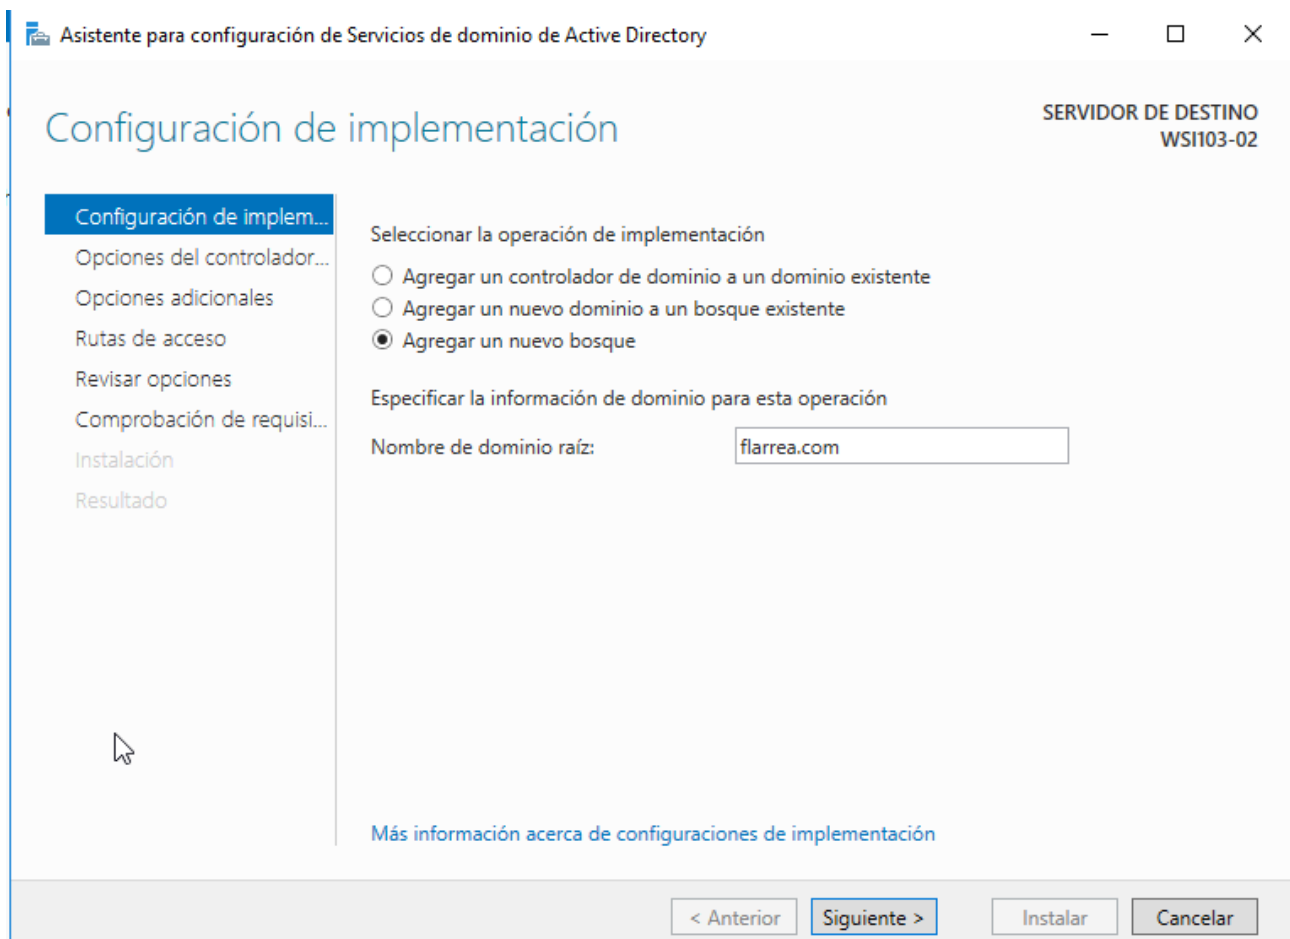 Asistente para configuración de Servicios de dominio de Active Directory
Configuración de implementación
SERVIDOR DE DESTINO
WSI103-02
Configuración de implem...
Opciones del controlador...
Opciones adicionales
Rutas de acceso
Revisar opciones
Comprobación de requisi...
Instalación
Resultado
Seleccionar la operación de implementación
Agregar un controlador de dominio a un dominio existente
Agregar un nuevo dominio a un bosque existente
Agregar un nuevo bosque
Especificar la información de dominio para esta operación
Nombre de dominio raíz: flarrea.com
Más información acerca de configuraciones de implementación
< Anterior Siguiente > Instalar Cancelar